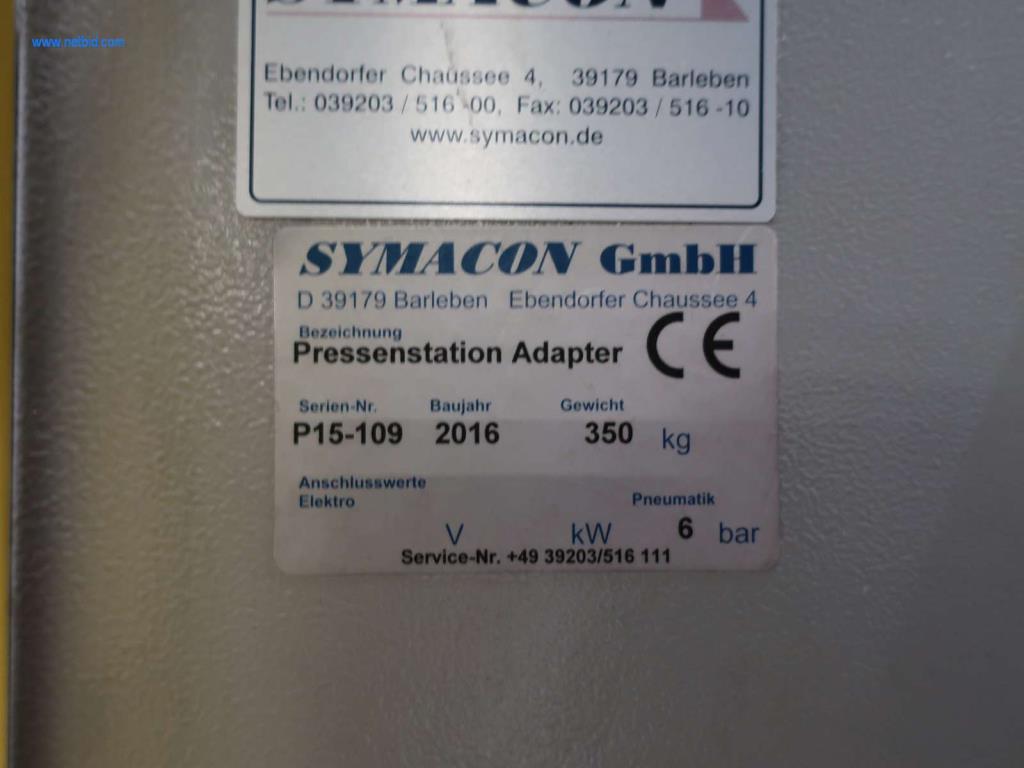 www.netbid.com
SYMACON
Ebendorfer Chaussee 4, 39179 Barleben
Tel.: 039203 / 516 -00, Fax: 039203 / 516 -10
www.symacon.de
SYMACON GmbH
D 39179 Barleben Ebendorfer Chaussee 4
Bezeichnung
Pressenstation Adapter CE
Serien-Nr. Baujahr Gewicht
P15-109 2016 350 kg
Anschlusswerte
Elektro Pneumatik
V kW 6 bar
Service-Nr. +49 39203/516 111